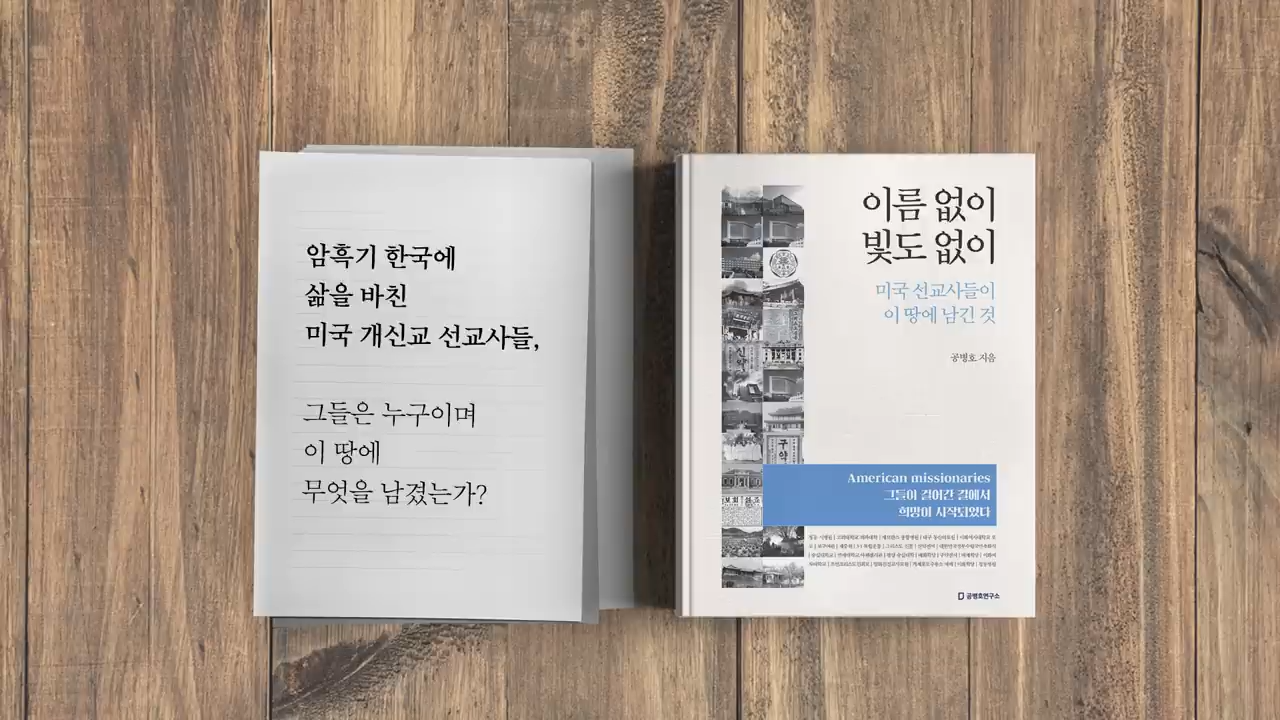 암흑기 한국에
삶을 바친
미국 개신교 선교사들,
그들은 누구이며
이 땅에
무엇을 남겼는가?
이름 없이
빛도 없이
미국 선교사들이
이 땅에 남긴 것
공병호 지음
구약
American missionaries
그들이 걸어간 길에서
희망이 시작되었다
공병호연구소